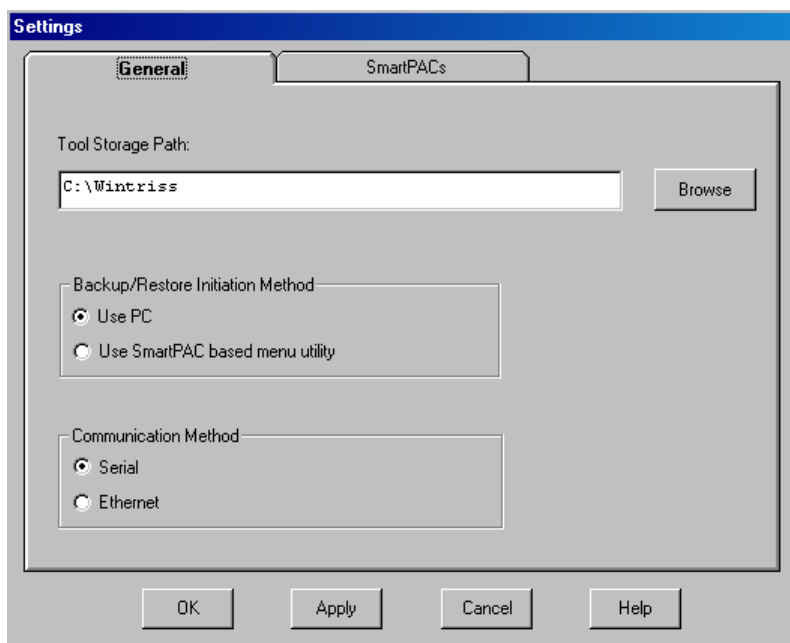 Settings
General
SmartPACs
Tool Storage Path:
C:\Wintriss
Browse
Backup/Restore Initiation Method
Use PC
Use SmartPAC based menu utility
Communication Method
Serial
Ethernet
OK
Apply
Cancel
Help